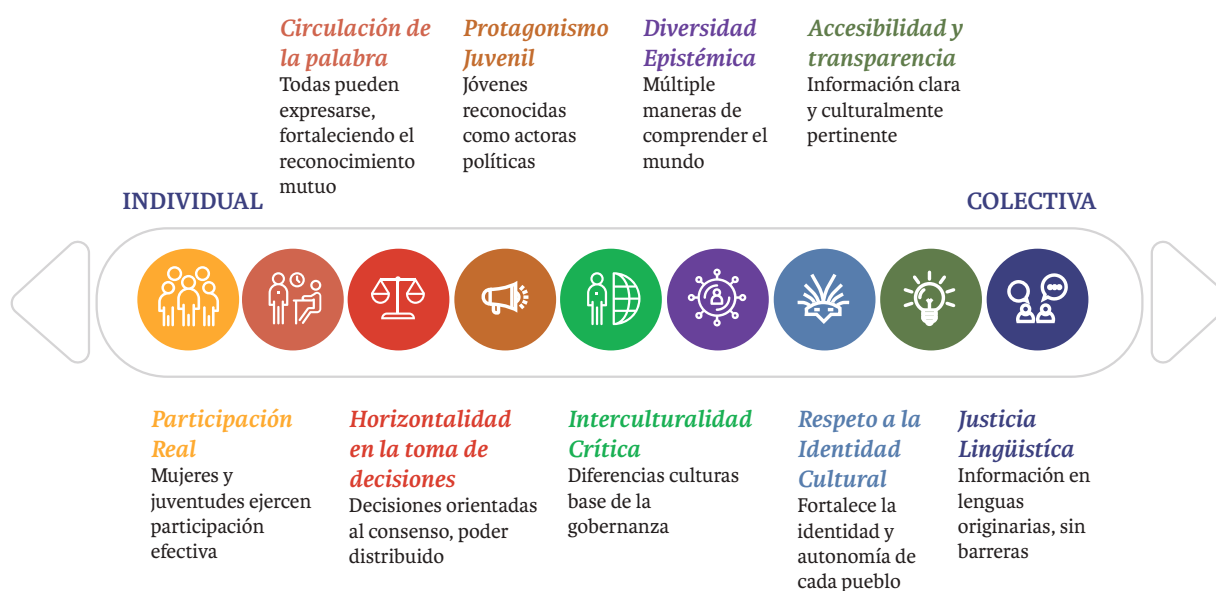 Circulación de
la palabra
Todas pueden
expresarse,
fortaleciendo el
reconocimiento
mutuo
Protagonismo
Juvenil
Jóvenes
reconocidas
como actoras
políticas
Diversidad
Epistémica
Múltiple
maneras de
comprender el
mundo
Accesibilidad y
transparencia
Información clara
y culturalmente
pertinente
INDIVIDUAL
COLECTIVA
Participación
Real
Mujeres y
juventudes ejercen
participación
efectiva
Horizontalidad
en la toma de
decisiones
Decisiones orientadas
al consenso, poder
distribuido
Interculturalidad
Crítica
Diferencias culturas
base de la
gobernanza
Respeto a la
Identidad
Cultural
Fortalece la
identidad y
autonomía de
cada pueblo
Justicia
Lingüistíca
Información en
lenguas
originarias, sin
barreras